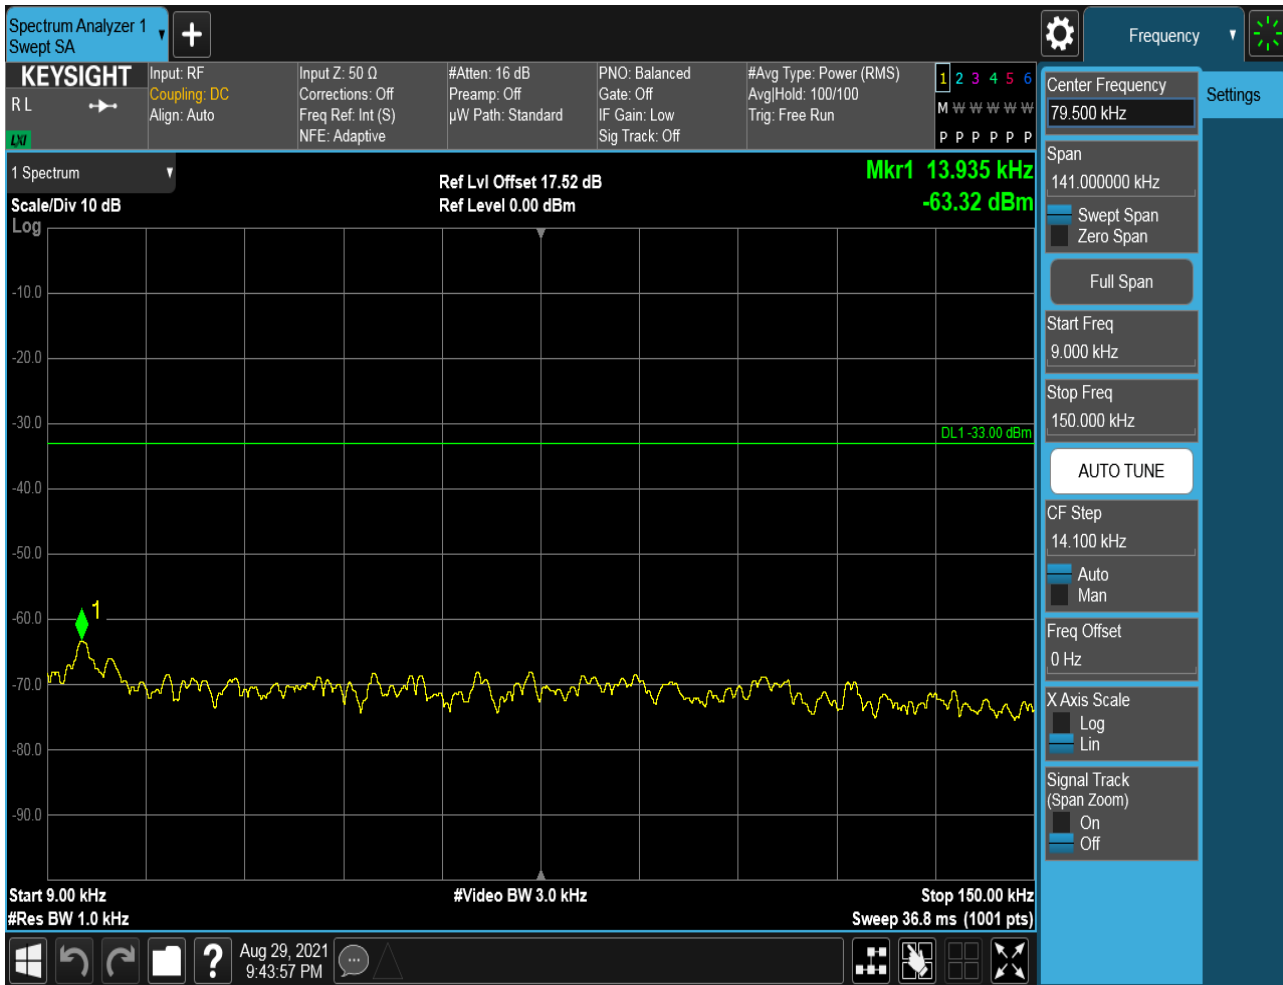 Spectrum Analyzer 1
Swept SA
+
Frequency
KEYSIGHT
R L
LXI
Input: RF
Coupling: DC
Align: Auto
Input Z: 50 Ω
Corrections: Off
Freq Ref: Int (S)
NFE: Adaptive
#Atten: 16 dB
Preamp: Off
µW Path: Standard
PNO: Balanced
Gate: Off
IF Gain: Low
Sig Track: Off
#Avg Type: Power (RMS)
Avg|Hold: 100/100
Trig: Free Run
1 2 3 4 5 6
M W W W W W
P P P P P P
Center Frequency
79.500 kHz
Settings
Span
141.000000 kHz
Swept Span
Zero Span
Full Span
Start Freq
9.000 kHz
Stop Freq
150.000 kHz
AUTO TUNE
CF Step
14.100 kHz
Auto
Man
Freq Offset
0 Hz
X Axis Scale
Log
Lin
Signal Track
(Span Zoom)
On
Off
1 Spectrum
Scale/Div 10 dB
Log
Ref Lvl Offset 17.52 dB
Ref Level 0.00 dBm
Mkr1 13.935 kHz
-63.32 dBm
-10.0
-20.0
-30.0
DL1 -33.00 dBm
-40.0
-50.0
1
-60.0
-70.0
-80.0
-90.0
Start 9.00 kHz
#Video BW 3.0 kHz
Stop 150.00 kHz
#Res BW 1.0 kHz
Sweep 36.8 ms (1001 pts)
?
Aug 29, 2021
9:43:57 PM